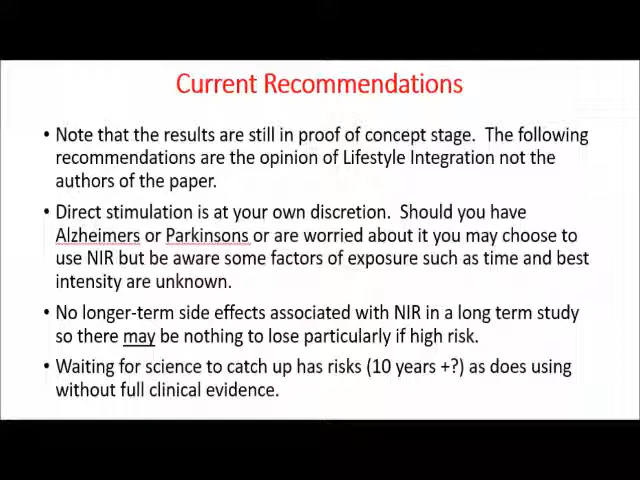 Current Recommendations
• Note that the results are still in proof of concept stage. The following
recommendations are the opinion of Lifestyle Integration not the
authors of the paper.
• Direct stimulation is at your own discretion. Should you have
Alzheimers or Parkinsons or are worried about it you may choose to
use NIR but be aware some factors of exposure such as time and best
intensity are unknown.
• No longer-term side effects associated with NIR in a long term study
so there may be nothing to lose particularly if high risk.
• Waiting for science to catch up has risks (10 years +?) as does using
without full clinical evidence.